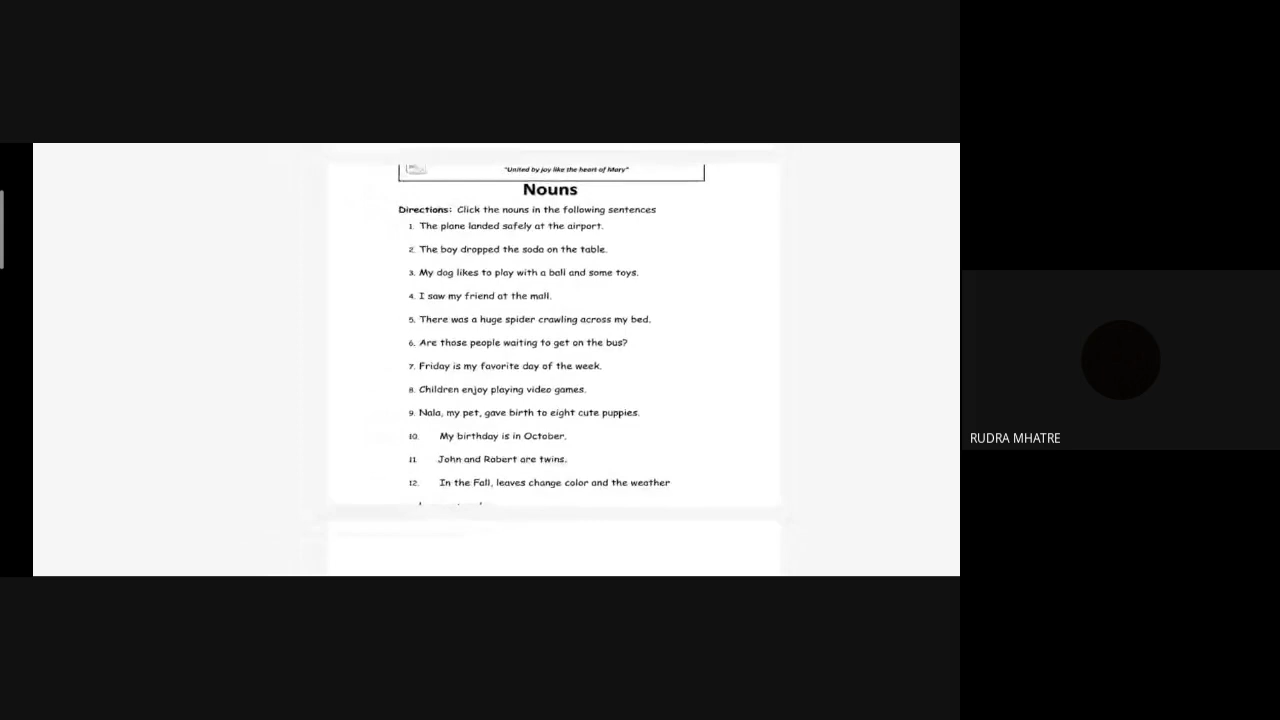 "United by joy like the heart of Mary"
Nouns
Directions: Click the nouns in the following sentences
1. The plane landed safely at the airport.
2. The boy dropped the soda on the table.
3. My dog likes to play with a ball and some toys.
4. I saw my friend at the mall.
5. There was a huge spider crawling across my bed.
6. Are those people waiting to get on the bus?
7. Friday is my favorite day of the week.
8. Children enjoy playing video games.
9. Nala, my pet, gave birth to eight cute puppies.
10. My birthday is in October.
11. John and Robert are twins.
12. In the Fall, leaves change color and the weather
RUDRA MHATRE